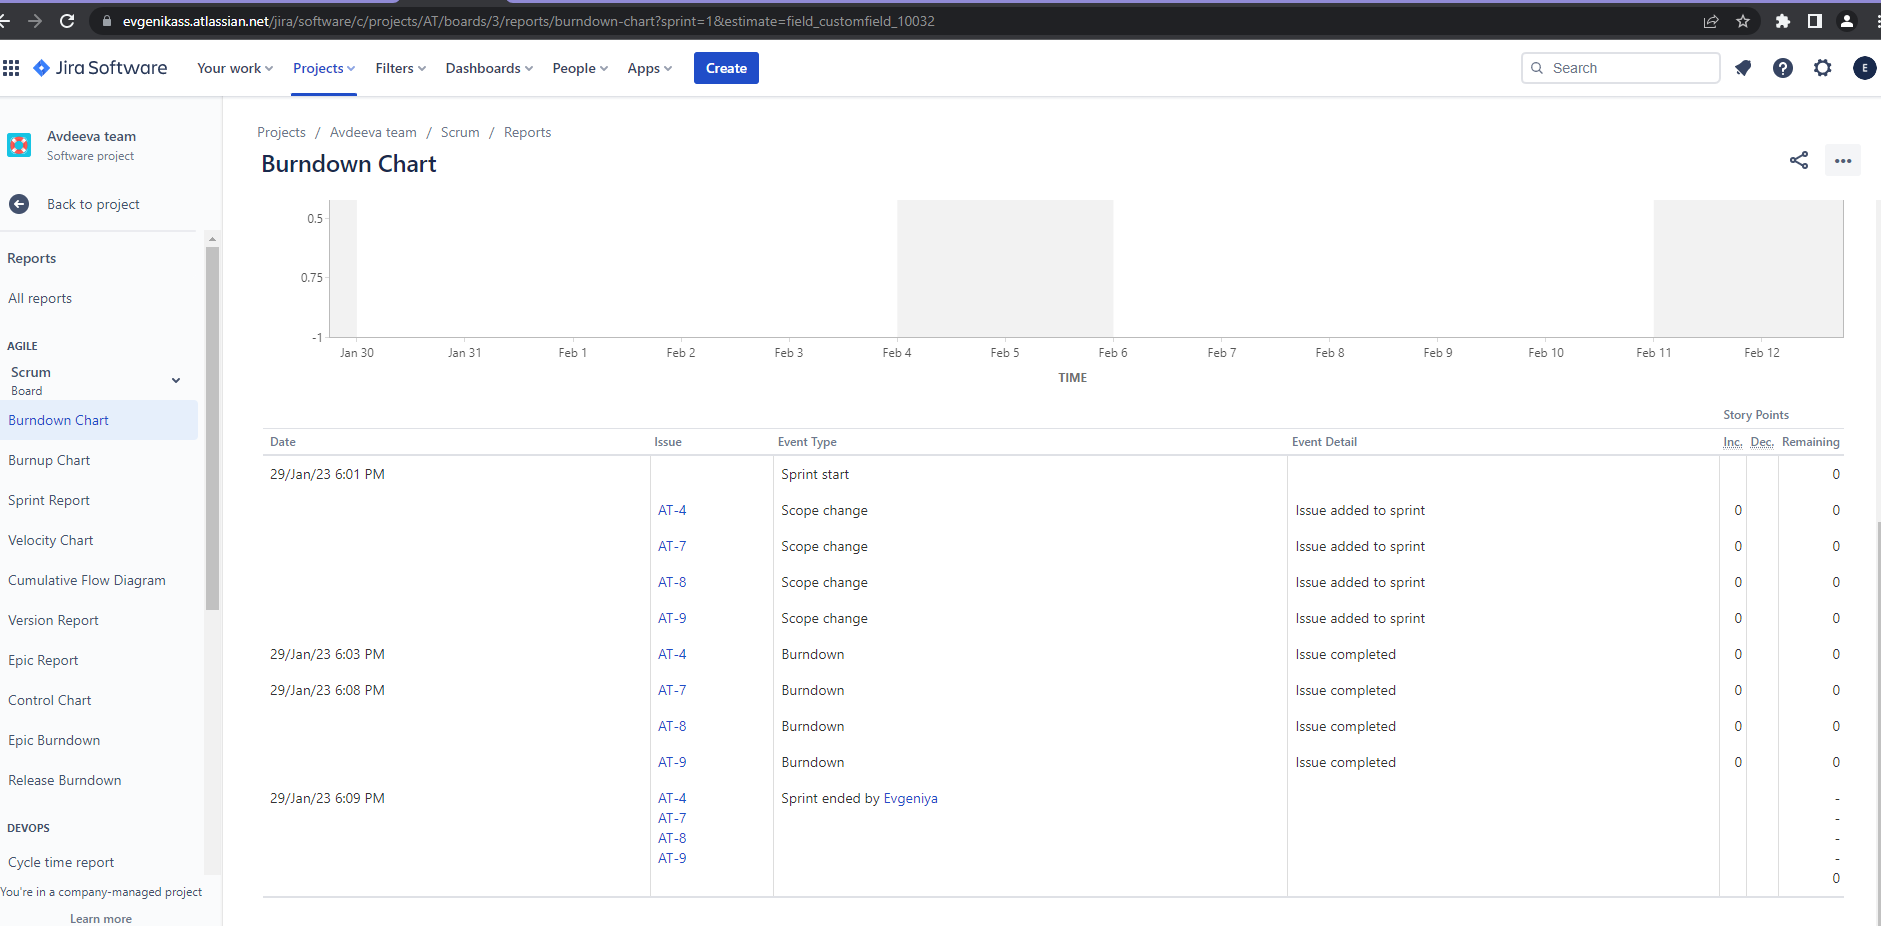 evgenikass.atlassian.net/jira/software/c/projects/AT/boards/3/reports/burndown-chart?sprint=1&estimate=field_customfield_10032
Jira Software Your work Projects Filters Dashboards People Apps Create Search E
Avdeeva team
Software project
Back to project
Reports
All reports
AGILE
Scrum
Board
Burndown Chart
Burnup Chart
Sprint Report
Velocity Chart
Cumulative Flow Diagram
Version Report
Epic Report
Control Chart
Epic Burndown
Release Burndown
DEVOPS
Cycle time report
You're in a company-managed project
Learn more
Projects / Avdeeva team / Scrum / Reports
Burndown Chart
0.5
0.75
-1
Jan 30 Jan 31 Feb 1 Feb 2 Feb 3 Feb 4 Feb 5 Feb 6 Feb 7 Feb 8 Feb 9 Feb 10 Feb 11 Feb 12
TIME
Story Points
Date Issue Event Type Event Detail Inc. Dec. Remaining
29/Jan/23 6:01 PM Sprint start 0
AT-4 Scope change Issue added to sprint 0 0
AT-7 Scope change Issue added to sprint 0 0
AT-8 Scope change Issue added to sprint 0 0
AT-9 Scope change Issue added to sprint 0 0
29/Jan/23 6:03 PM AT-4 Burndown Issue completed 0 0
29/Jan/23 6:08 PM AT-7 Burndown Issue completed 0 0
AT-8 Burndown Issue completed 0 0
AT-9 Burndown Issue completed 0 0
29/Jan/23 6:09 PM AT-4 Sprint ended by Evgeniya -
AT-7 -
AT-8 -
AT-9 -
0